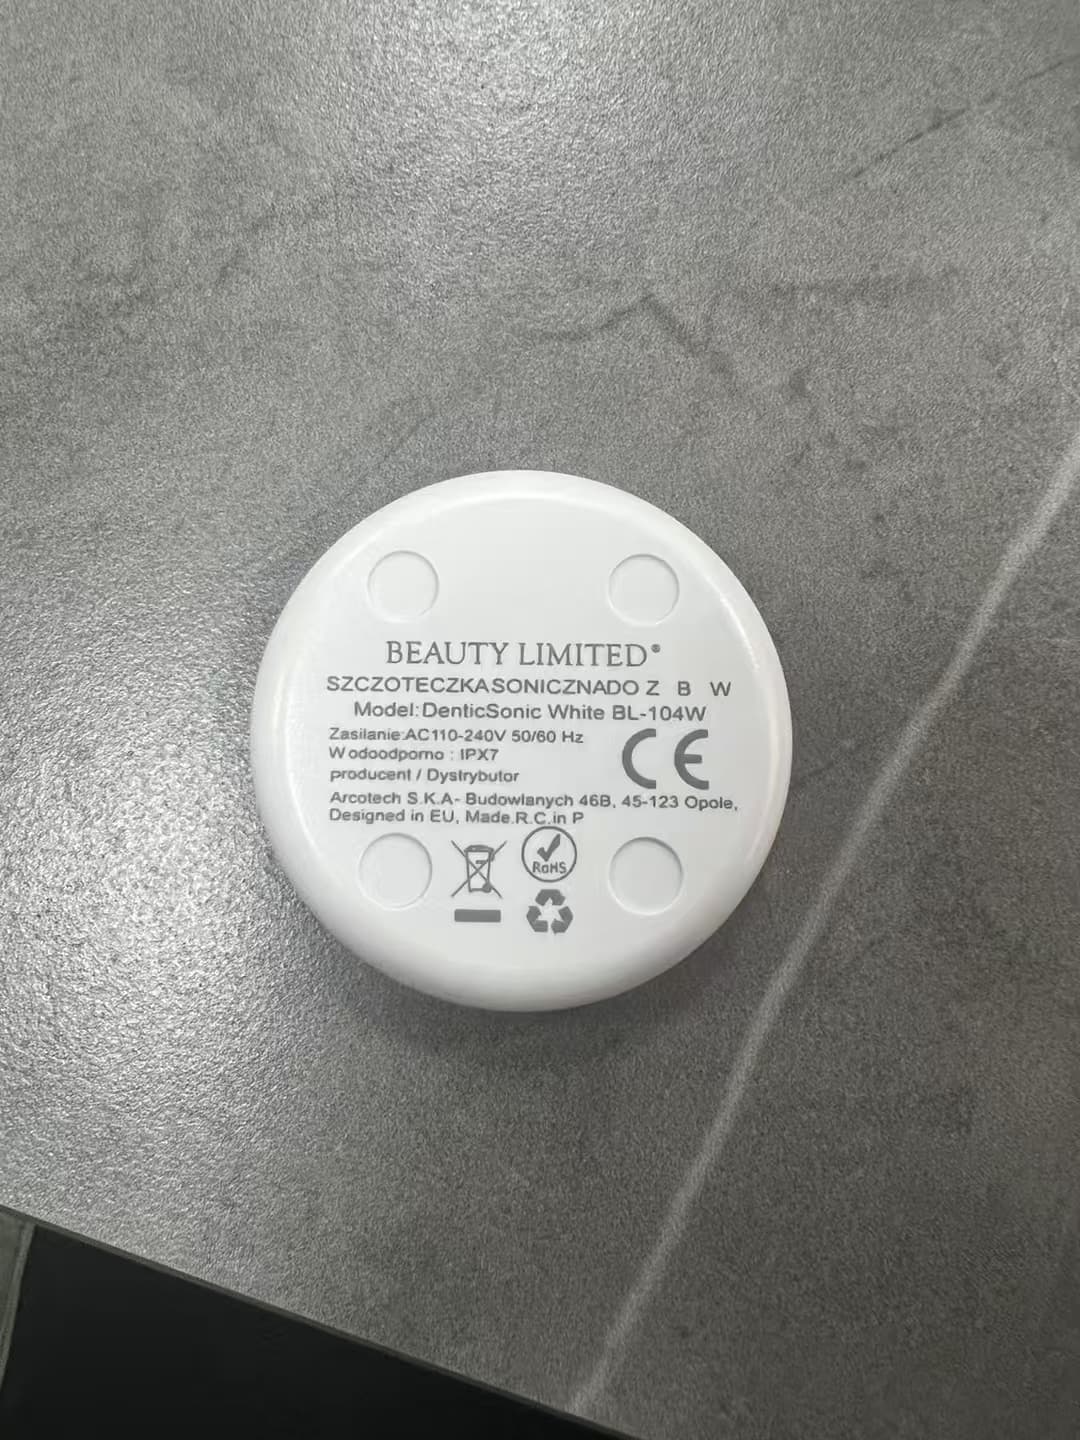 BEAUTY LIMITED®
SZCZOTECZKASONICZNADO Z B W
Model:DenticSonic White BL-104W
Zasilanie:AC110-240V 50/60 Hz
Wodoodporno : IPX7
producent / Dystrybutor
Arcotech S.K.A- Budowlanych 46B, 45-123 Opole,
Designed in EU, Made.R.C.in P
CE
RoHS